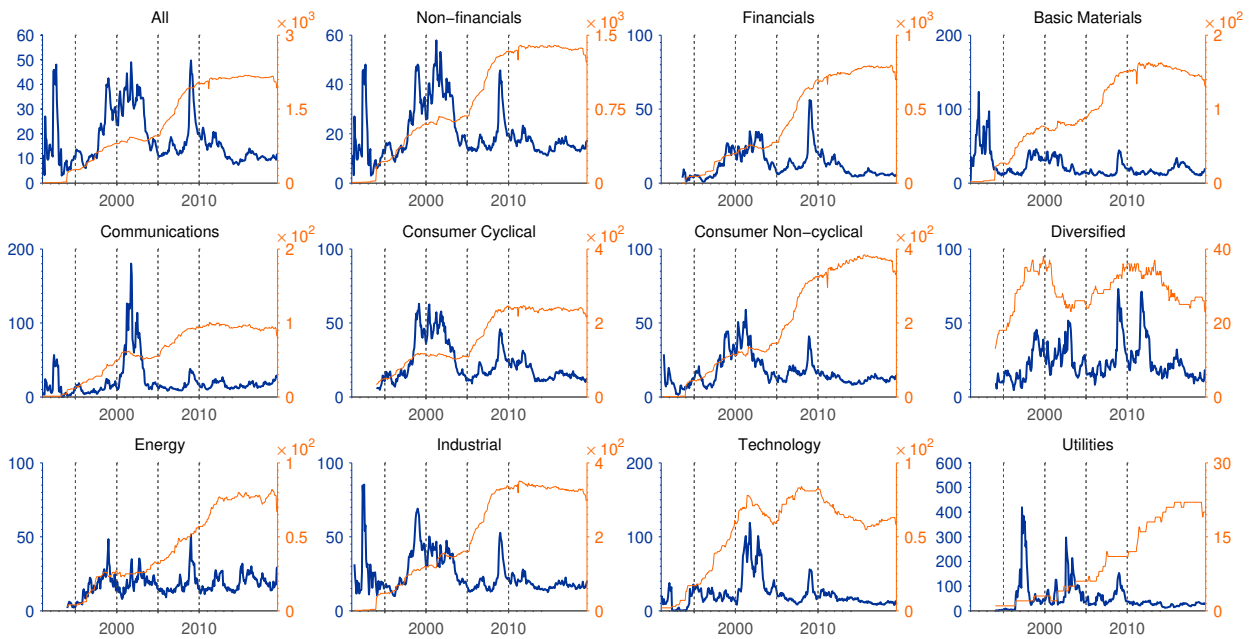 All
Non−financials
Financials
Basic Materials
× 10³
× 10³
× 10³
× 10²
60 50 40 30 20 10 0
3 1.5 0
60 40 20 0
1.5 0.75 0
100 50 0
1 0.5 0
200 100 0
2 1 0
2000 2010
2000 2010
2000 2010
2000 2010
Communications
Consumer Cyclical
Consumer Non−cyclical
Diversified
× 10²
× 10²
× 10²
200 100 0
2 1 0
100 50 0
4 2 0
100 50 0
4 2 0
100 50 0
40 20 0
2000 2010
2000 2010
2000 2010
2000 2010
Energy
Industrial
Technology
Utilities
× 10²
× 10²
× 10²
100 50 0
1 0.5 0
100 50 0
4 2 0
200 100 0
1 0.5 0
600 500 400 300 200 100 0
30 15 0
2000 2010
2000 2010
2000 2010
2000 2010